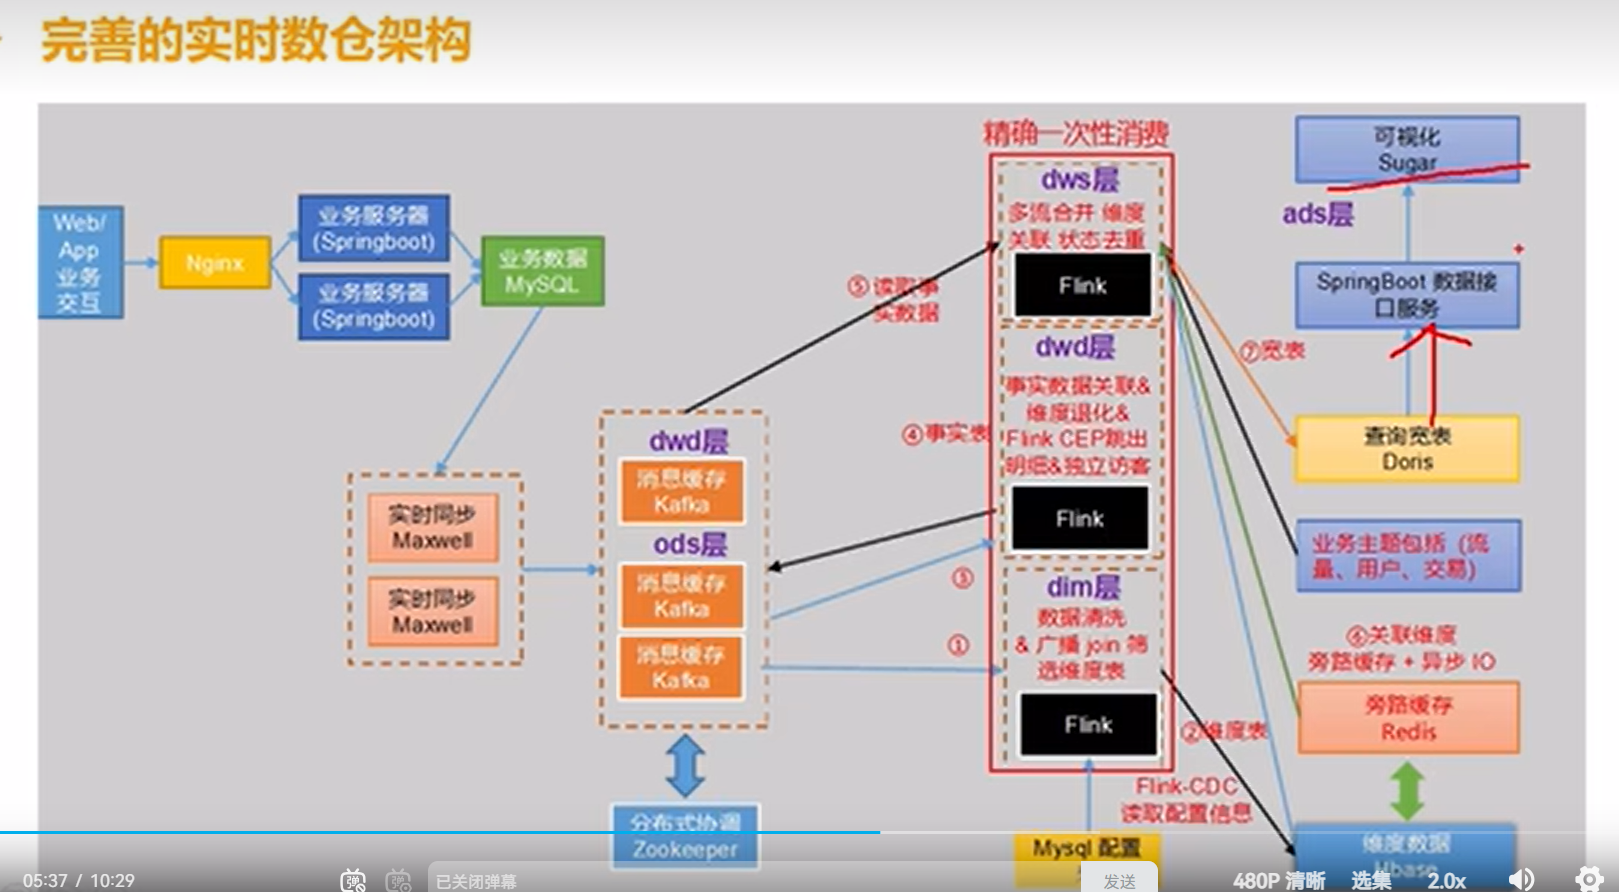 完善的实时数仓架构
Web/
App
业务
交互
Nginx
业务服务器
(Springboot)
业务服务器
(Springboot)
业务数据
MySQL
实时同步
Maxwell
实时同步
Maxwell
dwd层
消息缓存
Kafka
ods层
消息缓存
Kafka
消息缓存
Kafka
分布式协调
Zookeeper
⑤读取事
实数据
④事实表
③
①
精确一次性消费
dws层
多流合并 维度
关联 状态去重
Flink
dwd层
事实数据关联&
维度退化&
Flink CEP跳出
明细&独立访客
Flink
dim层
数据清洗
& 广播 join 筛
选维度表
Flink
②维度表
Flink-CDC
读取配置信息
Mysql 配置
可视化
Sugar
ads层
SpringBoot 数据接
口服务
⑦宽表
查询宽表
Doris
业务主题包括（流
量、用户、交易)
⑥关联维度
旁路缓存 + 异步 IO
旁路缓存
Redis
维度数据
Hbase
05:37 / 10:29
弹
弹
已关闭弹幕
发送
480P 清晰
选集
2.0x